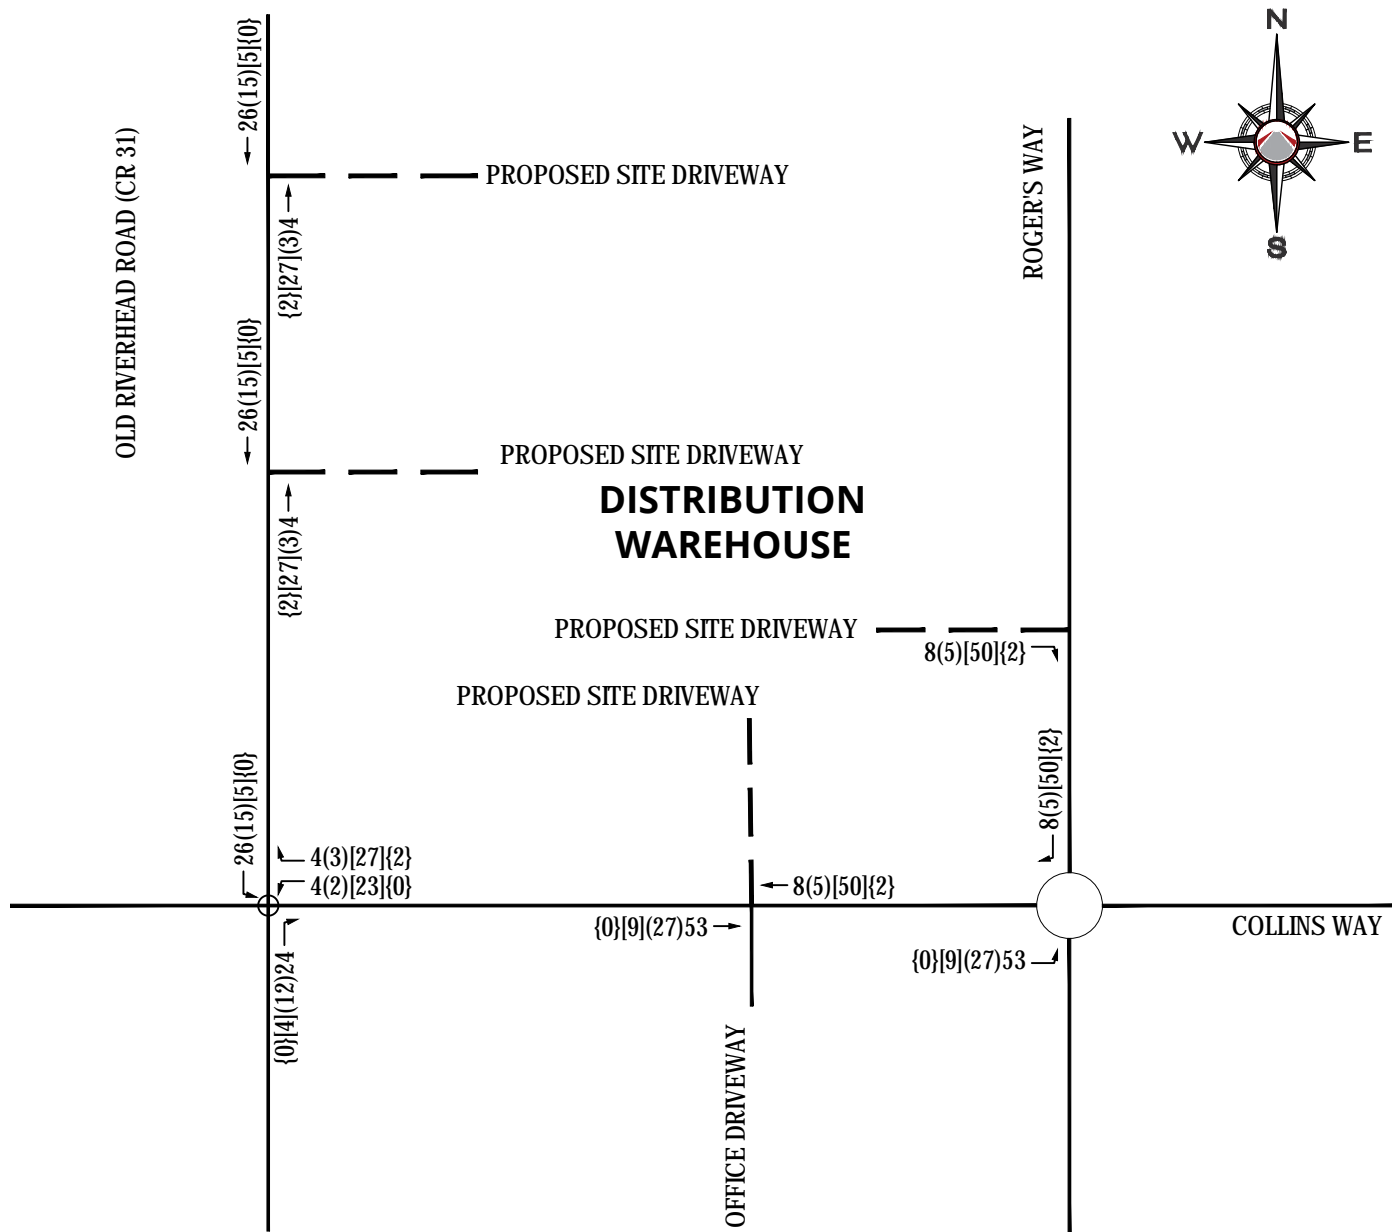 N
W
E
S
26(15)[5]{0}
OLD RIVERHEAD ROAD (CR 31)
ROGER'S WAY
PROPOSED SITE DRIVEWAY
{2}[27](3)4
26(15)[5]{0}
PROPOSED SITE DRIVEWAY
DISTRIBUTION
WAREHOUSE
{2}[27](3)4
PROPOSED SITE DRIVEWAY
8(5)[50]{2}
PROPOSED SITE DRIVEWAY
26(15)[5]{0}
8(5)[50]{2}
4(3)[27]{2}
4(2)[23]{0}
8(5)[50]{2}
{0}[9](27)53
COLLINS WAY
{0}[9](27)53
{0}[4](12)24
OFFICE DRIVEWAY